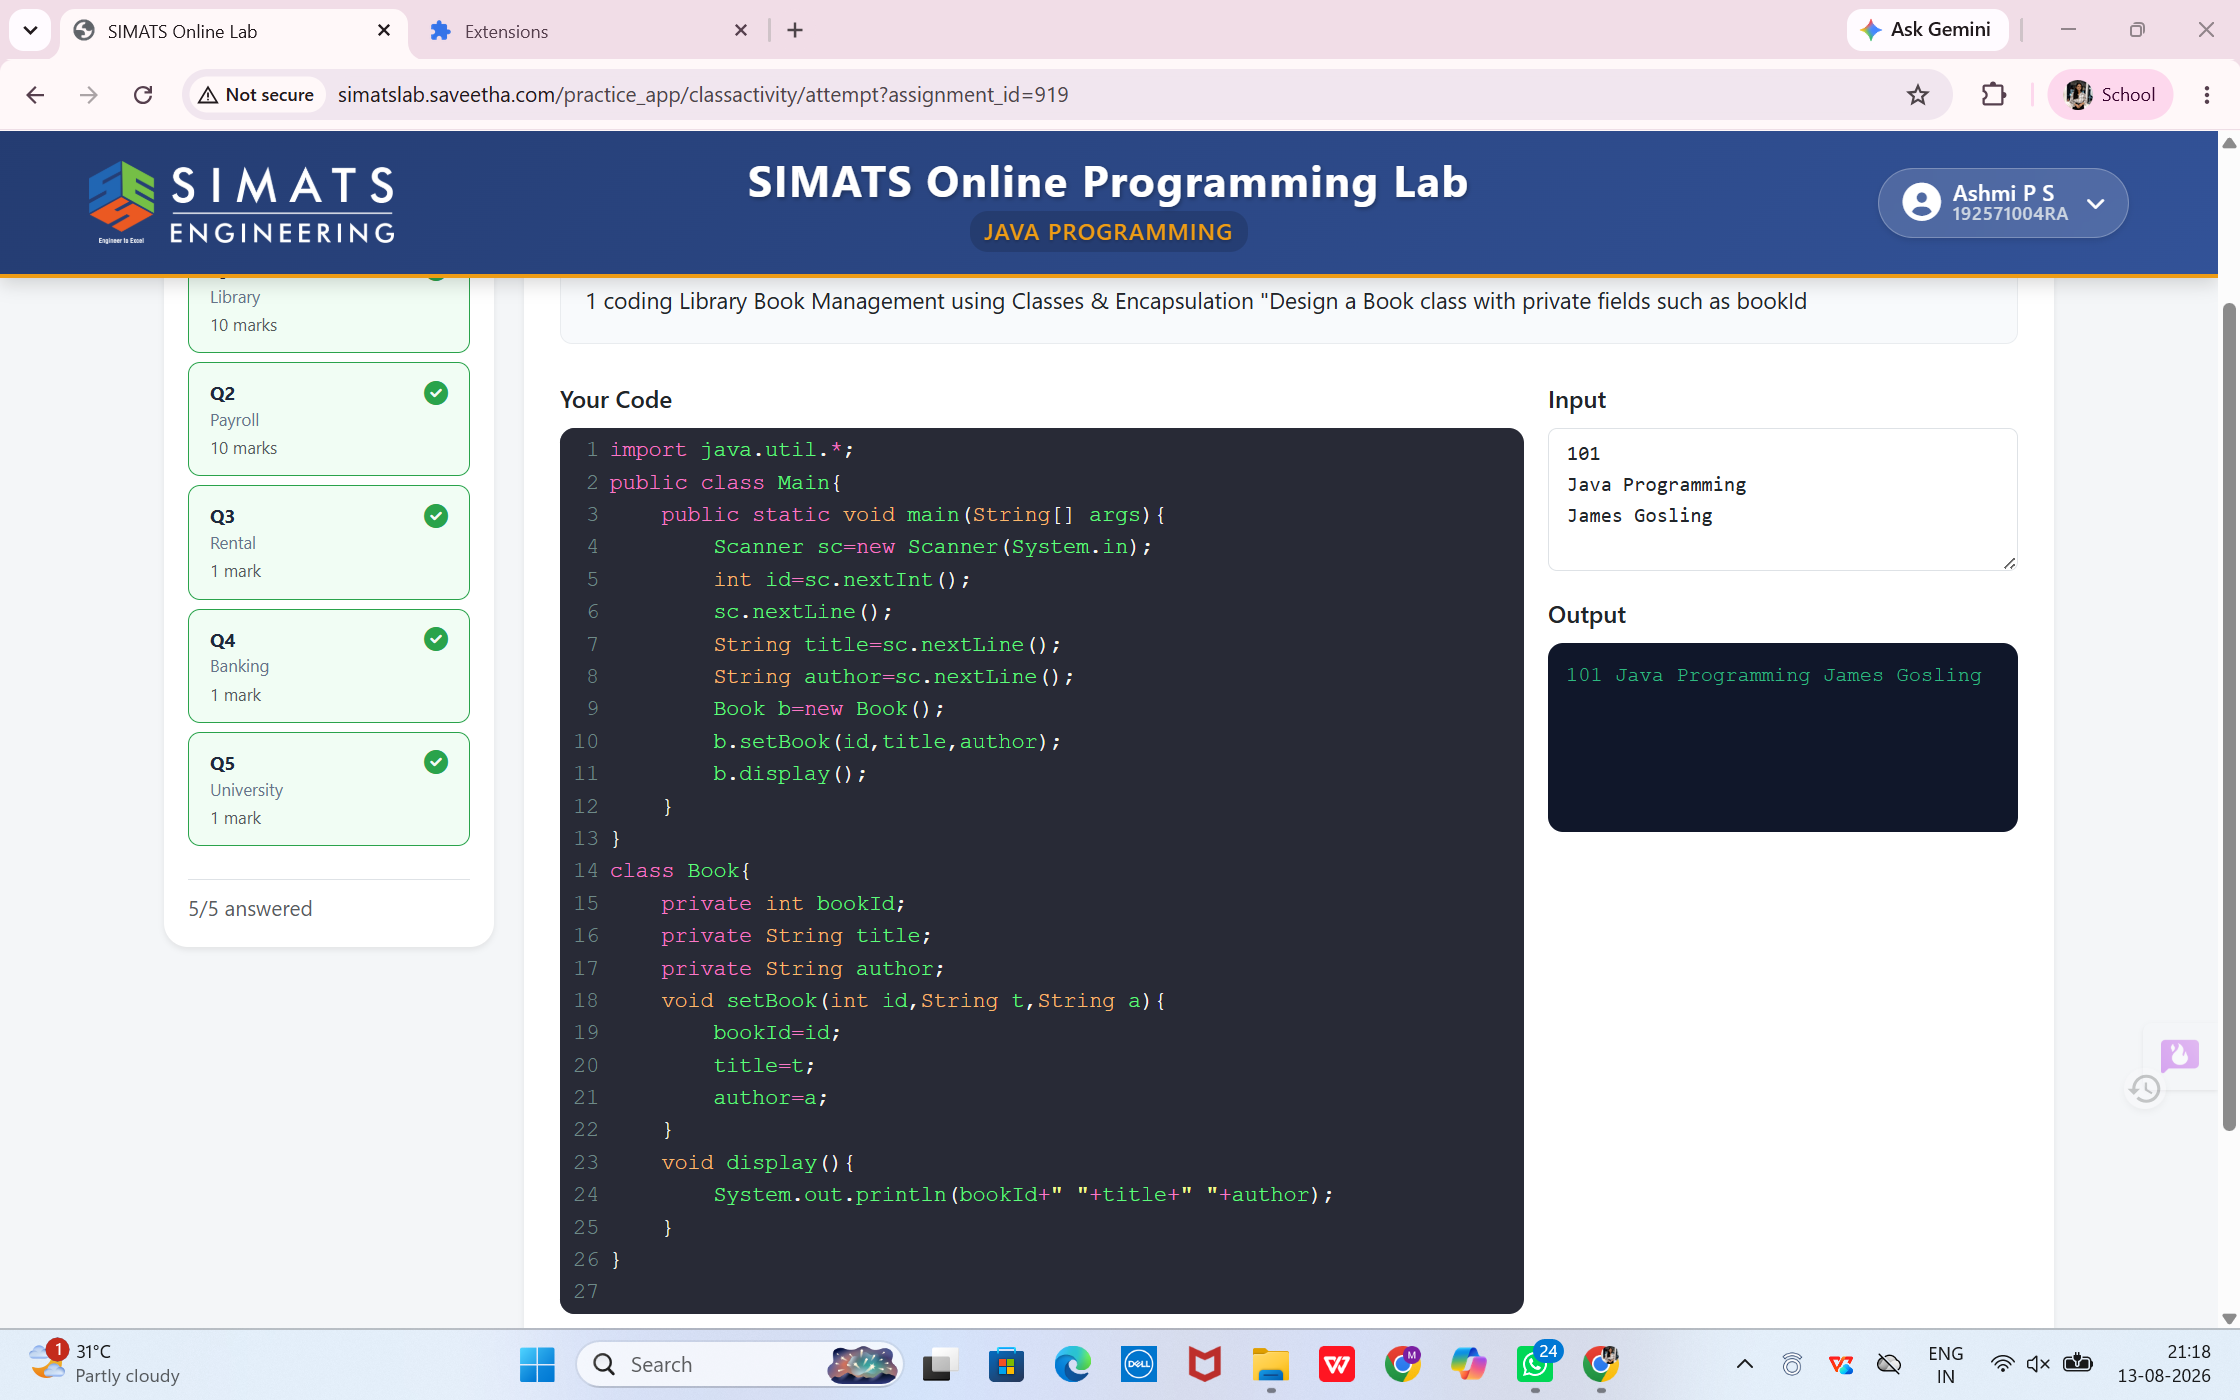 SIMATS Online Lab
Extensions
Ask Gemini
Not secure
simatslab.saveetha.com/practice_app/classactivity/attempt?assignment_id=919
School
SIMATS
ENGINEERING
Engineer to Excel
SIMATS Online Programming Lab
JAVA PROGRAMMING
Ashmi P S
192571004RA
Library
10 marks
Q2
Payroll
10 marks
Q3
Rental
1 mark
Q4
Banking
1 mark
Q5
University
1 mark
5/5 answered
1 coding Library Book Management using Classes & Encapsulation "Design a Book class with private fields such as bookId
Your Code
1 import java.util.*;
2 public class Main{
3     public static void main(String[] args){
4         Scanner sc=new Scanner(System.in);
5         int id=sc.nextInt();
6         sc.nextLine();
7         String title=sc.nextLine();
8         String author=sc.nextLine();
9         Book b=new Book();
10         b.setBook(id,title,author);
11         b.display();
12     }
13 }
14 class Book{
15     private int bookId;
16     private String title;
17     private String author;
18     void setBook(int id,String t,String a){
19         bookId=id;
20         title=t;
21         author=a;
22     }
23     void display(){
24         System.out.println(bookId+" "+title+" "+author);
25     }
26 }
27
Input
101
Java Programming
James Gosling
Output
101 Java Programming James Gosling
1
31°C
Partly cloudy
Search
DELL
M
24
ENG
IN
21:18
13-08-2026